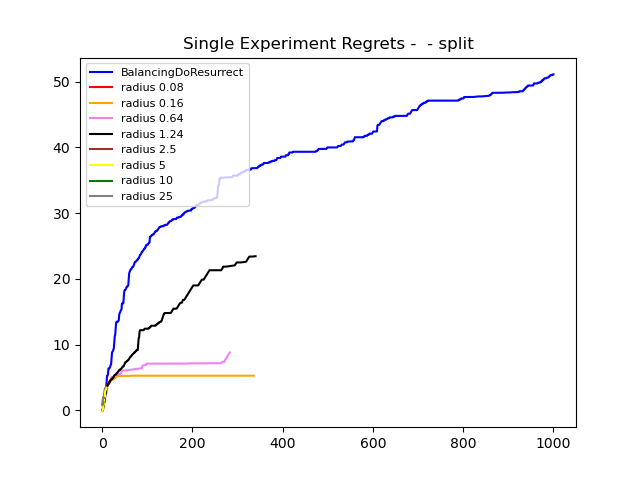 Single Experiment Regrets -  - split
BalancingDoResurrect
radius 0.08
radius 0.16
radius 0.64
radius 1.24
radius 2.5
radius 5
radius 10
radius 25
50
40
30
20
10
0
0 200 400 600 800 1000